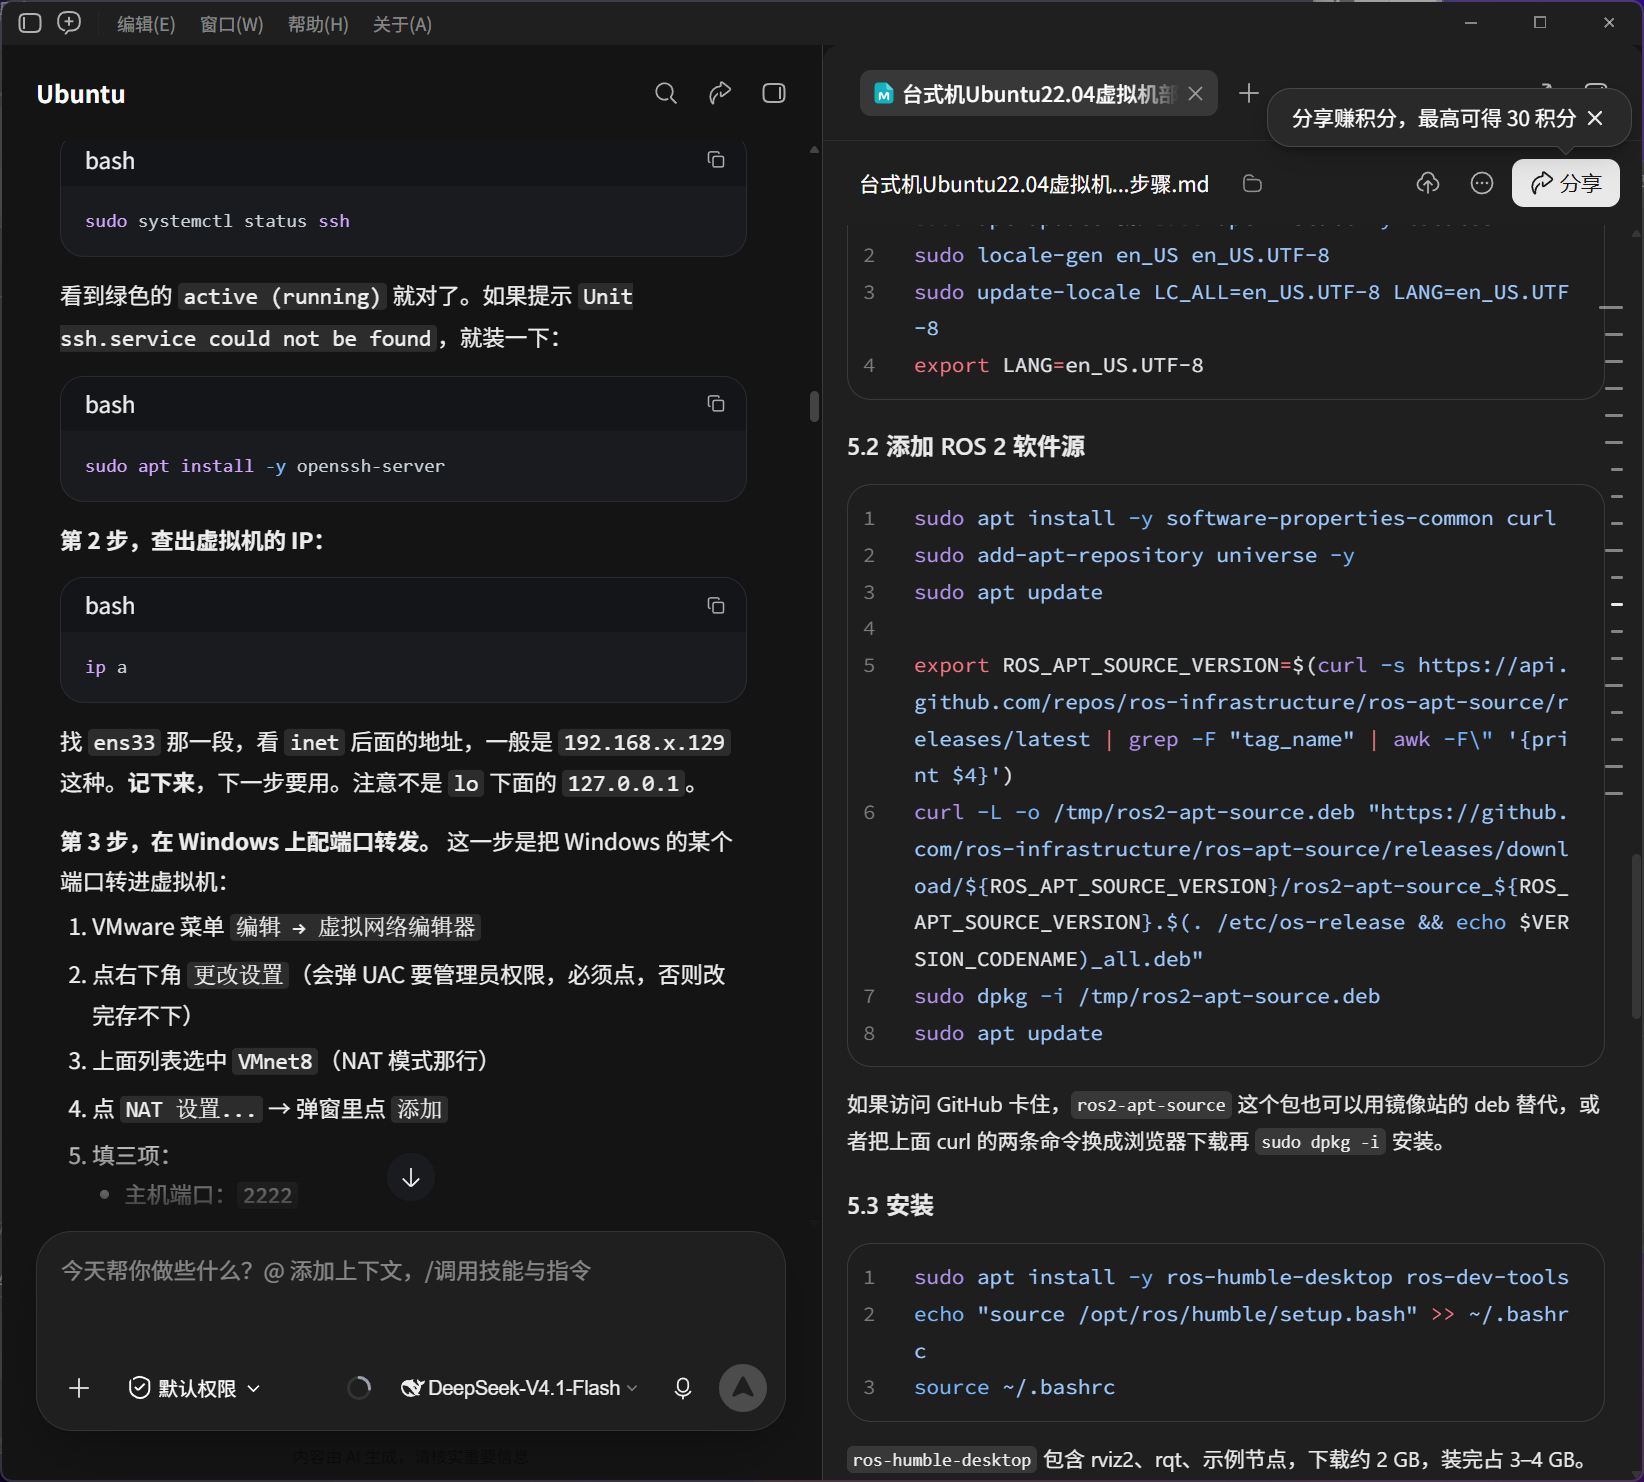 编辑(E) 窗口(W) 帮助(H) 关于(A)
Ubuntu
bash
sudo systemctl status ssh
看到绿色的 active (running) 就对了。如果提示 Unit
ssh.service could not be found，就装一下：
bash
sudo apt install -y openssh-server
第 2 步，查出虚拟机的 IP：
bash
ip a
找 ens33 那一段，看 inet 后面的地址，一般是 192.168.x.129
这种。记下来，下一步要用。注意不是 lo 下面的 127.0.0.1。
第 3 步，在 Windows 上配端口转发。 这一步是把 Windows 的某个
端口转进虚拟机：
1. VMware 菜单 编辑 → 虚拟网络编辑器
2. 点右下角 更改设置（会弹 UAC 要管理员权限，必须点，否则改
完存不下）
3. 上面列表选中 VMnet8（NAT 模式那行）
4. 点 NAT 设置... → 弹窗里点 添加
5. 填三项：
• 主机端口： 2222
今天帮你做些什么？@ 添加上下文，/调用技能与指令
默认权限
DeepSeek-V4.1-Flash
内容由 AI 生成，请核实重要信息
台式机Ubuntu22.04虚拟机部
分享赚积分，最高可得 30 积分
台式机Ubuntu22.04虚拟机...步骤.md
分享
2 sudo locale-gen en_US en_US.UTF-8
3 sudo update-locale LC_ALL=en_US.UTF-8 LANG=en_US.UTF
-8
4 export LANG=en_US.UTF-8
5.2 添加 ROS 2 软件源
1 sudo apt install -y software-properties-common curl
2 sudo add-apt-repository universe -y
3 sudo apt update
4
5 export ROS_APT_SOURCE_VERSION=$(curl -s https://api.
github.com/repos/ros-infrastructure/ros-apt-source/r
eleases/latest | grep -F "tag_name" | awk -F\" '{pri
nt $4}')
6 curl -L -o /tmp/ros2-apt-source.deb "https://github.
com/ros-infrastructure/ros-apt-source/releases/downl
oad/${ROS_APT_SOURCE_VERSION}/ros2-apt-source_${ROS_
APT_SOURCE_VERSION}.$(. /etc/os-release && echo $VER
SION_CODENAME)_all.deb"
7 sudo dpkg -i /tmp/ros2-apt-source.deb
8 sudo apt update
如果访问 GitHub 卡住，ros2-apt-source 这个包也可以用镜像站的 deb 替代，或
者把上面 curl 的两条命令换成浏览器下载再 sudo dpkg -i 安装。
5.3 安装
1 sudo apt install -y ros-humble-desktop ros-dev-tools
2 echo "source /opt/ros/humble/setup.bash" >> ~/.bashr
c
3 source ~/.bashrc
ros-humble-desktop 包含 rviz2、rqt、示例节点，下载约 2 GB，装完占 3–4 GB。